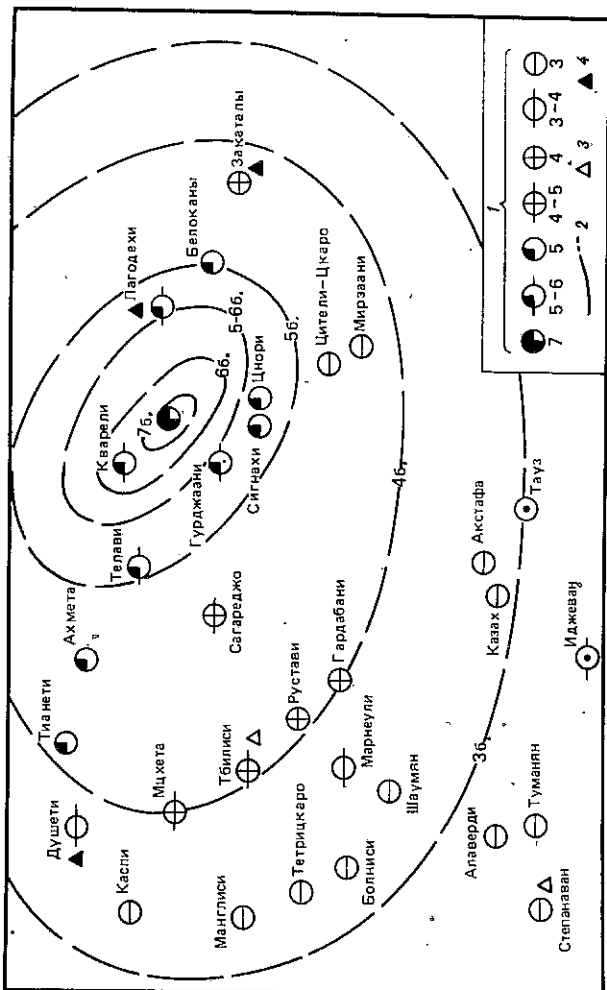 Закаталы
Белоканы
Лагодехи
Цители-Цкаро
Мирзаани
Цнори
Сигнахи
Гурджаани
Кварели
Телави
Ахмета
Тианети
Душети
Каспи
Мцхета
Тбилиси
Сагареджо
Рустави
Гардабани
Марнеули
Шаумян
Тетрицкаро
Болниси
Манглиси
Акстафа
Казах
Тауз
Иджеван
Алаверди
Туманян
Степанаван
7б.
6б.
5-6б.
5б.
4б.
3б.
1
7 5-6 5 4-5 4 3-4 3
2 3 4